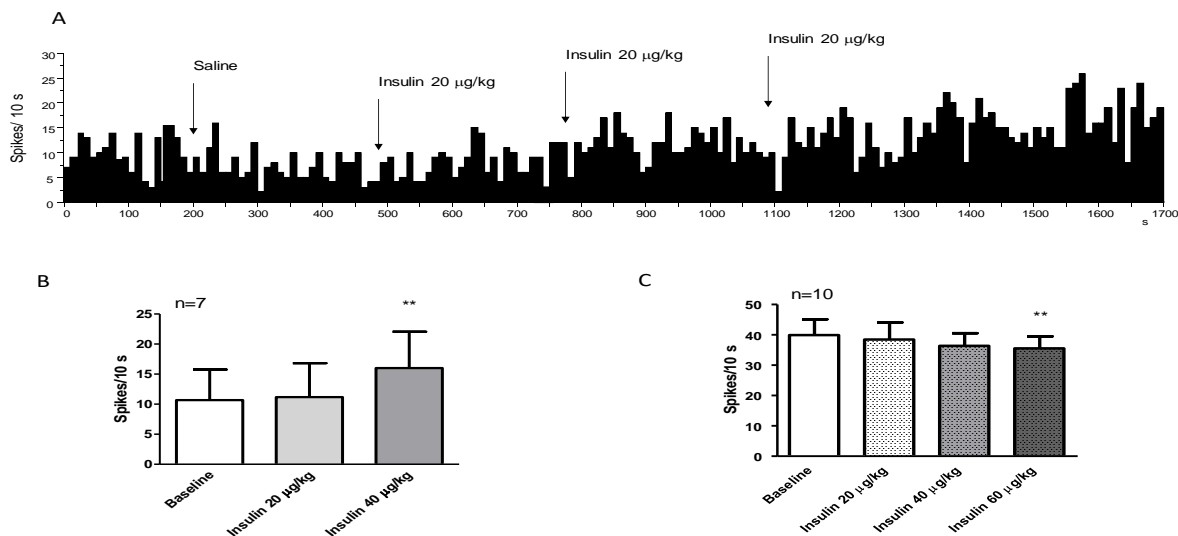 A
Saline
Insulin 20 μg/kg
Insulin 20 μg/kg
Insulin 20 μg/kg
Spikes/ 10 s
30
25
20
15
10
5
0
0 100 200 300 400 500 600 700 800 900 1000 1100 1200 1300 1400 1500 1600 1700
s
B
n=7
**
Spikes/10 s
25
20
15
10
5
0
Baseline
Insulin 20 μg/kg
Insulin 40 μg/kg
C
n=10
**
Spikes/10 s
50
40
30
20
10
0
Baseline
Insulin 20 μg/kg
Insulin 40 μg/kg
Insulin 60 μg/kg